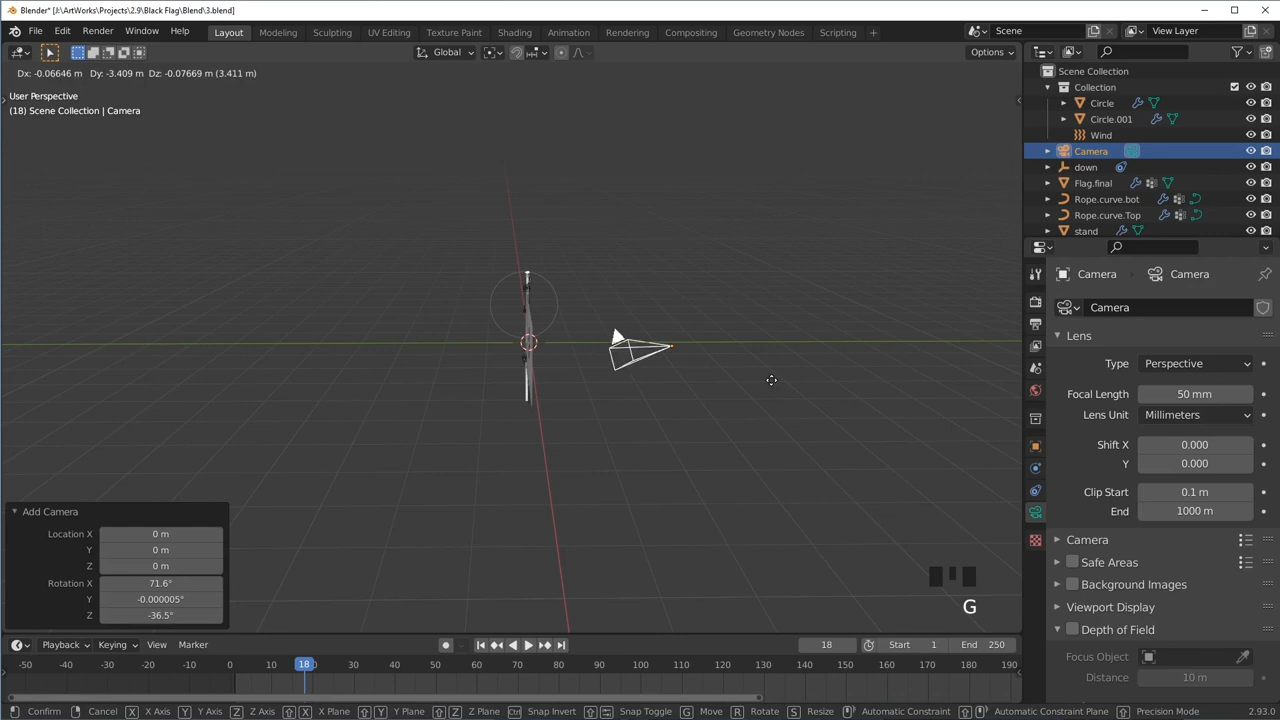 Blender* [J:\ArtWorks\Projects\2.9\Black Flag\Blend\3.blend]
File Edit Render Window Help Layout Modeling Sculpting UV Editing Texture Paint Shading Animation Rendering Compositing Geometry Nodes Scripting Scene View Layer
Global Options
Dx: -0.06646 m Dy: -3.409 m Dz: -0.07669 m (3.411 m)
User Perspective
(18) Scene Collection | Camera
Scene Collection
Collection
Circle
Circle.001
Wind
Camera
down
Flag.final
Rope.curve.bot
Rope.curve.Top
stand
Camera Camera
Camera
Lens
Type Perspective
Focal Length 50 mm
Lens Unit Millimeters
Shift X 0.000
Y 0.000
Clip Start 0.1 m
End 1000 m
Camera
Safe Areas
Background Images
Viewport Display
Depth of Field
Focus Object
Distance 10 m
Add Camera
Location X 0 m
Y 0 m
Z 0 m
Rotation X 71.6°
Y -0.000005°
Z -36.5°
G
Playback Keying View Marker 18 Start 1 End 250
-50 -40 -30 -20 -10 0 10 18 30 40 50 60 70 80 90 100 110 120 130 140 150 160 170 180 190
Confirm Cancel X X Axis Y Y Axis Z Z Axis X X Plane Y Y Plane Z Z Plane Ctrl Snap Invert Snap Toggle G Move R Rotate S Resize Automatic Constraint Automatic Constraint Plane Precision Mode 2.93.0